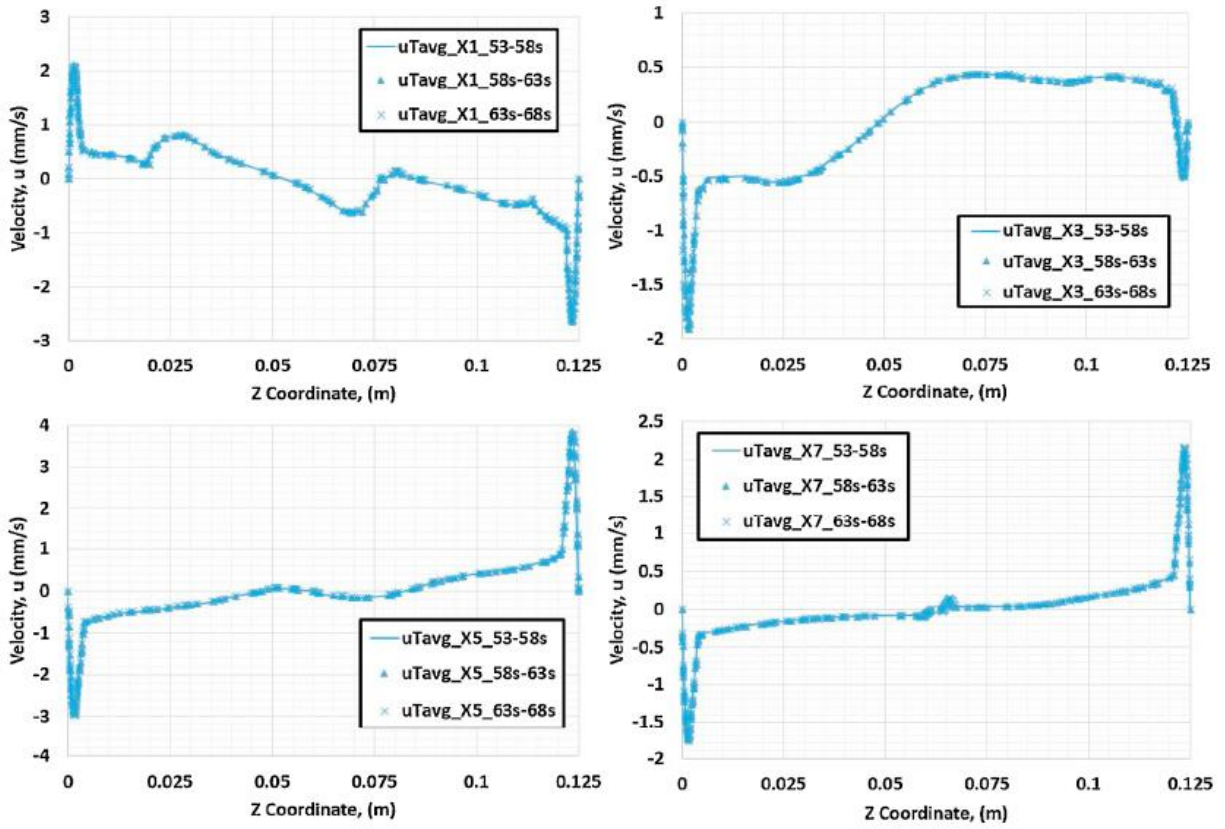 3
2
1
0
-1
-2
-3
Velocity, u (mm/s)
uTavg_X1_53-58s
uTavg_X1_58s-63s
uTavg_X1_63s-68s
0
0.025
0.05
0.075
0.1
0.125
Z Coordinate, (m)
1
0.5
0
-0.5
-1
-1.5
-2
Velocity, u (mm/s)
uTavg_X3_53-58s
uTavg_X3_58s-63s
uTavg_X3_63s-68s
0
0.025
0.05
0.075
0.1
0.125
Z Coordinate, (m)
4
3
2
1
0
-1
-2
-3
-4
Velocity, u (mm/s)
uTavg_X5_53-58s
uTavg_X5_58s-63s
uTavg_X5_63s-68s
0
0.025
0.05
0.075
0.1
0.125
Z Coordinate, (m)
2.5
2
1.5
1
0.5
0
-0.5
-1
-1.5
-2
Velocity, u (mm/s)
uTavg_X7_53-58s
uTavg_X7_58s-63s
uTavg_X7_63s-68s
0
0.025
0.05
0.075
0.1
0.125
Z Coordinate, (m)